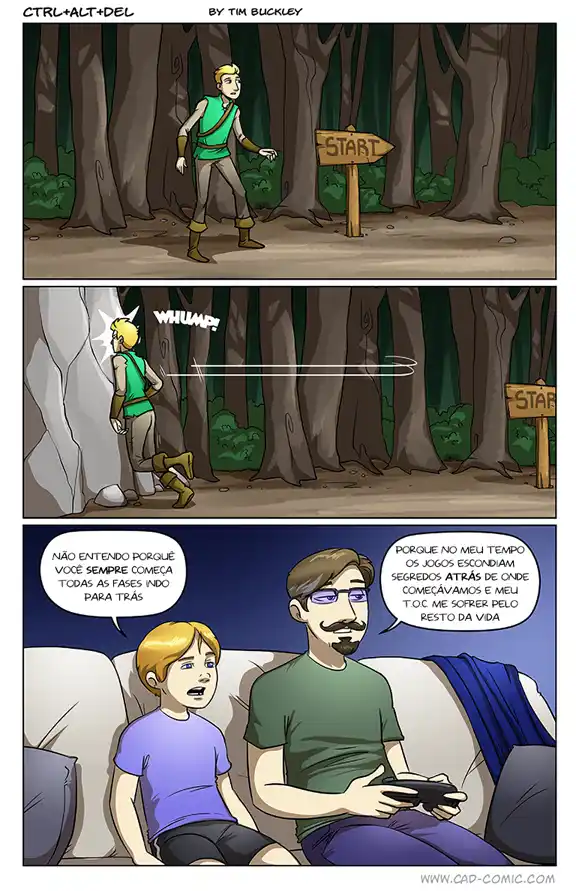 CTRL+ALT+DEL BY TIM BUCKLEY
START
WHUMP!
STAR
NÃO ENTENDO PORQUÊ
VOCÊ SEMPRE COMEÇA
TODAS AS FASES INDO
PARA TRÁS
PORQUE NO MEU TEMPO
OS JOGOS ESCONDIAM
SEGREDOS ATRÁS DE ONDE
COMEÇÁVAMOS E MEU
T.O.C. ME SOFRER PELO
RESTO DA VIDA
WWW.CAD-COMIC.COM